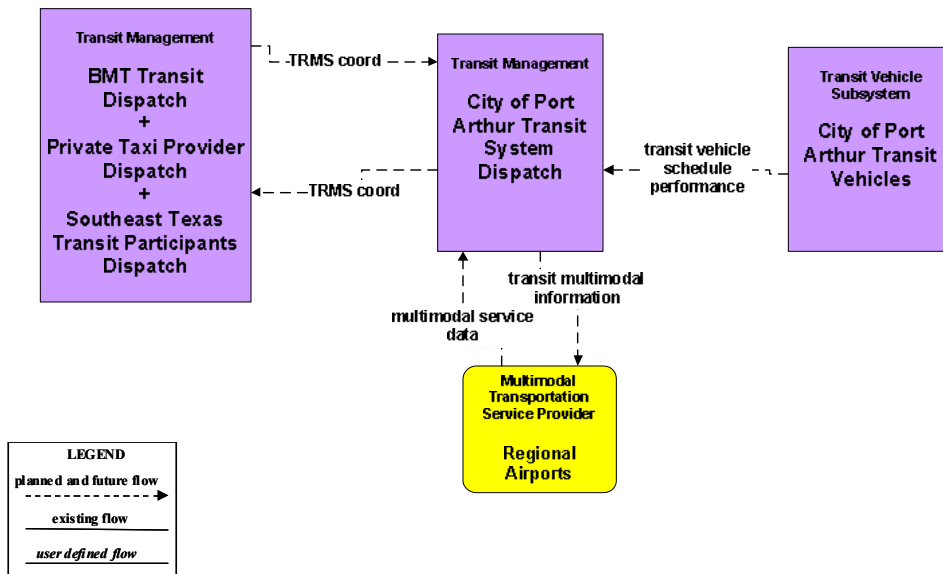 Transit Management
BMT Transit
Dispatch
+
Private Taxi Provider
Dispatch
+
Southeast Texas
Transit Participants
Dispatch
TRMS coord
TRMS coord
Transit Management
City of Port
Arthur Transit
System
Dispatch
transit vehicle
schedule
performance
Transit Vehicle
Subsystem
City of Port
Arthur Transit
Vehicles
transit multimodal
information
multimodal service
data
Multimodal
Transportation
Service Provider
Regional
Airports
LEGEND
planned and future flow
existing flow
user defined flow